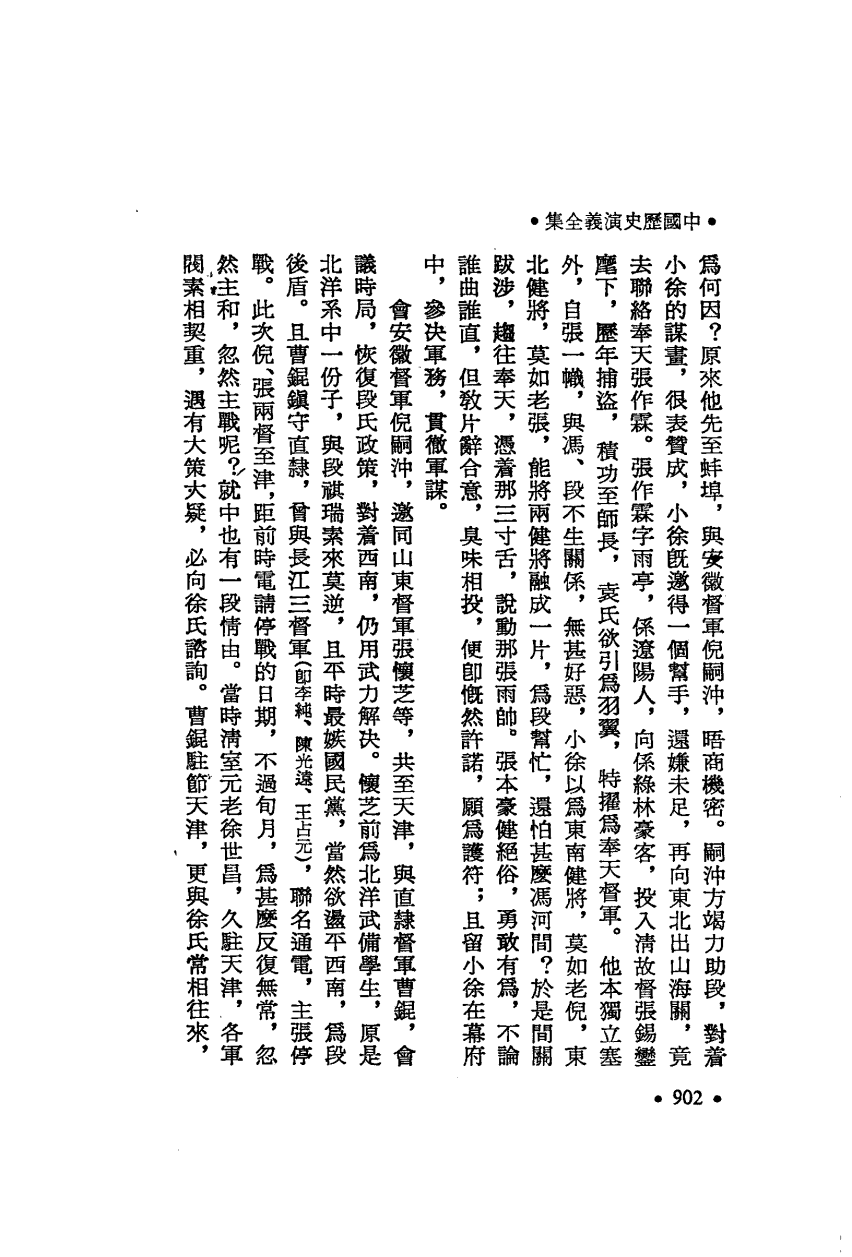 •中國歷史演義全集•
爲何因？原來他先至蚌埠，與安徽督軍倪嗣沖，晤商機密。嗣沖方竭力助段，對着
小徐的謀畫，很表贊成，小徐旣邀得一個幫手，還嫌未足，再向東北出山海關，竟
去聯絡奉天張作霖。張作霖字雨亭，係遼陽人，向係綠林豪客，投入清故督張錫鑾
麾下，歷年捕盜，積功至師長，袁氏欲引爲羽翼，特擢爲奉天督軍。他本獨立塞
外，自張一幟，與馮、段不生關係，無甚好惡，小徐以爲東南健將，莫如老倪，東
北健將，莫如老張，能將兩健將融成一片，爲段幫忙，還怕甚麼馮河間？於是間關
跋涉，趨往奉天，憑着那三寸舌，說動那張雨帥。張本豪健絕俗，勇敢有爲，不論
誰曲誰直，但敎片辭合意，臭味相投，便卽慨然許諾，願爲護符；且留小徐在幕府
中，參決軍務，貫徹軍謀。
會安徽督軍倪嗣沖，邀同山東督軍張懷芝等，共至天津，與直隸督軍曹錕，會
議時局，恢復段氏政策，對着西南，仍用武力解決。懷芝前爲北洋武備學生，原是
北洋系中一份子，與段祺瑞素來莫逆，且平時最嫉國民黨，當然欲盪平西南，爲段
後盾。且曹錕鎭守直隸，曾與長江三督軍（卽李純、陳光遠、王占元），聯名通電，主張停
戰。此次倪、張兩督至津，距前時電請停戰的日期，不過旬月，爲甚麼反復無常，忽
然主和，忽然主戰呢？就中也有一段情由。當時清室元老徐世昌，久駐天津，各軍
閥素相契重，遇有大策大疑，必向徐氏諮詢。曹錕駐節天津，更與徐氏常相往來，
•902•